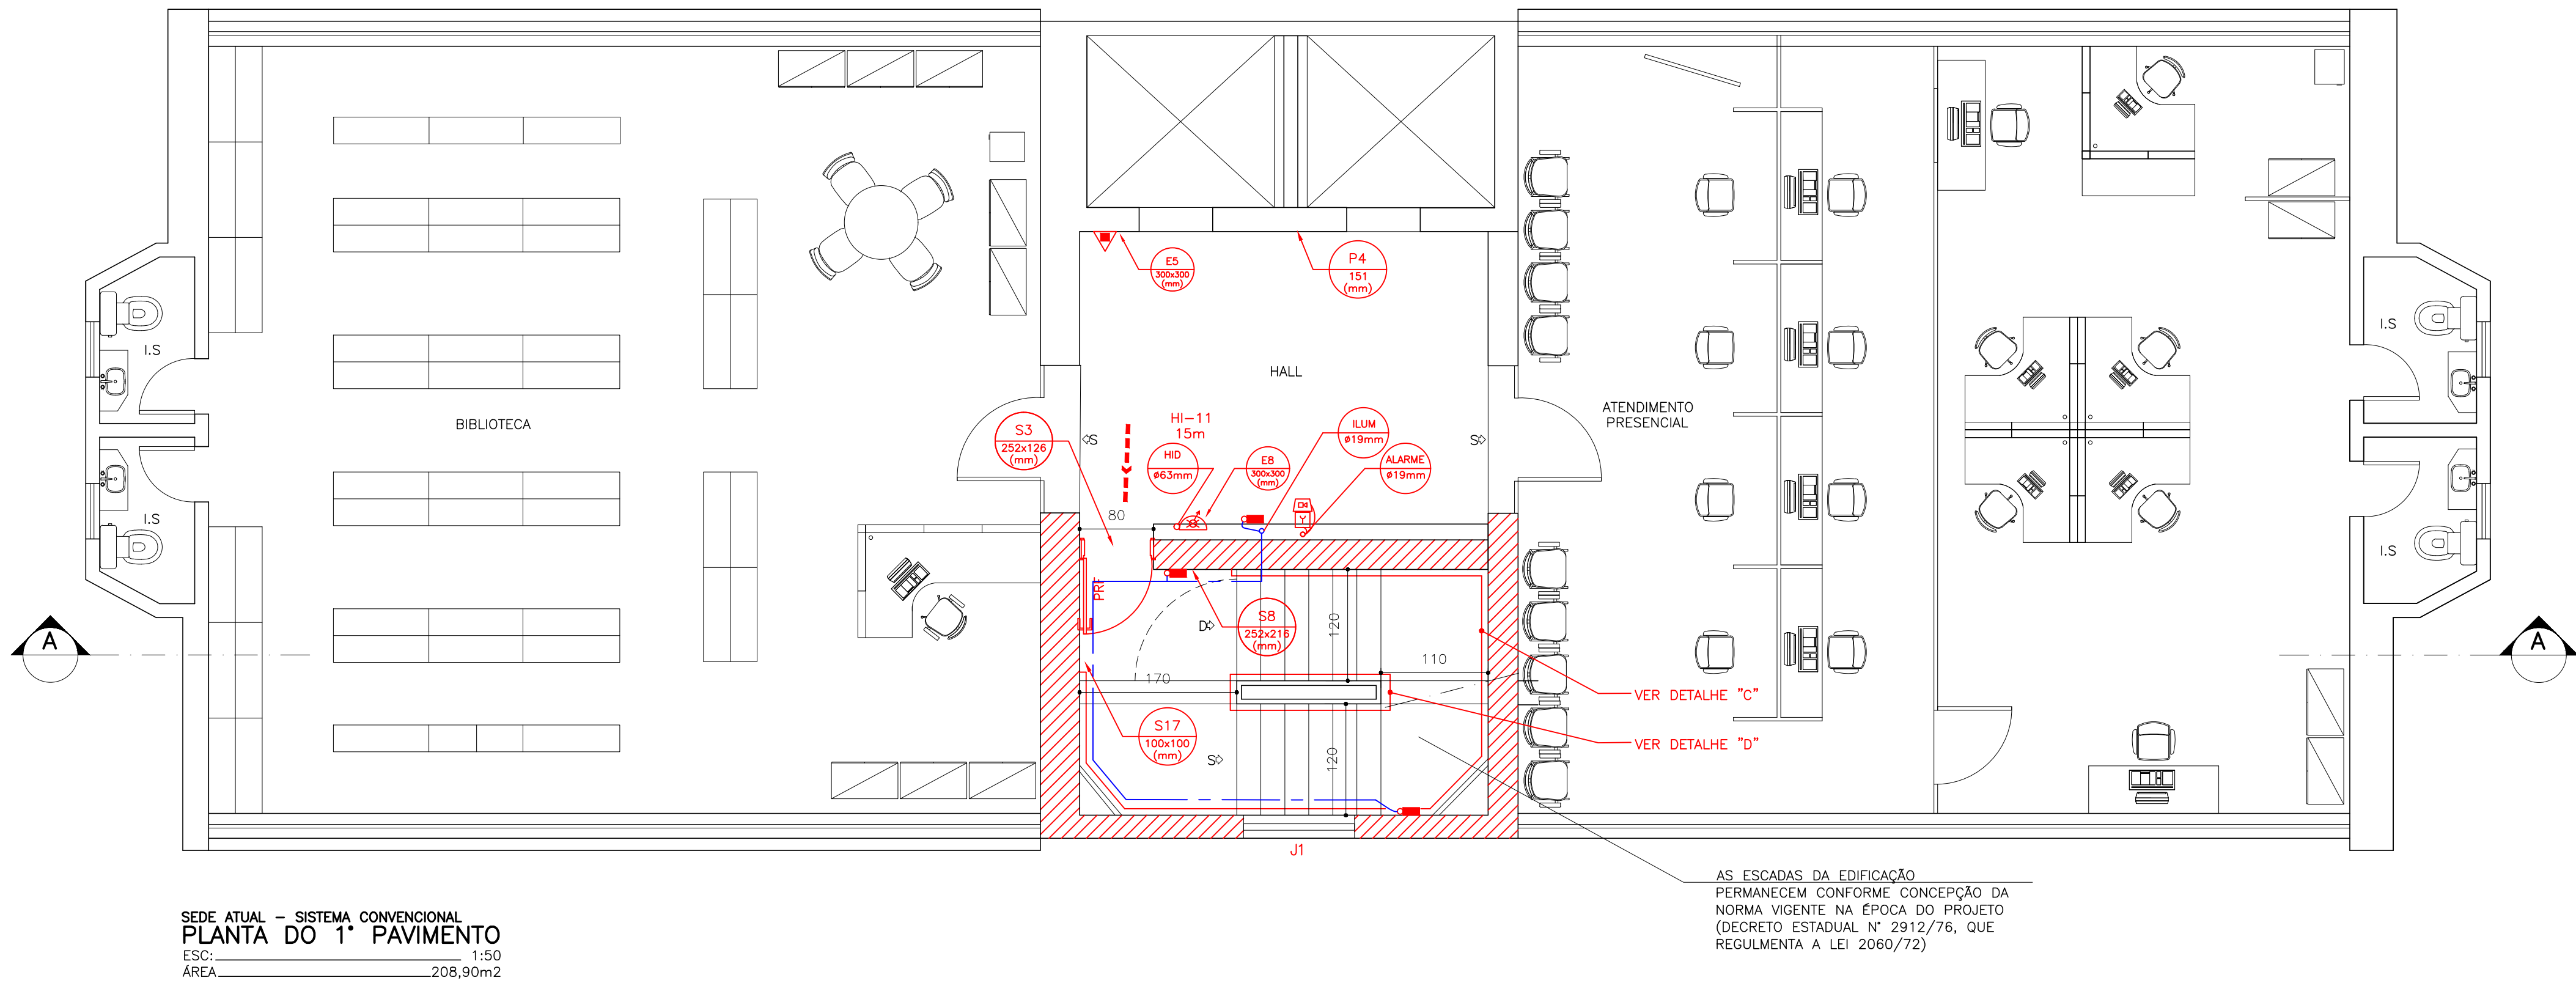 E5
300x300
(mm)
P4
151
(mm)
I.S
I.S
HALL
BIBLIOTECA
ATENDIMENTO
PRESENCIAL
S3
252x126
(mm)
S
HI-11
15m
HID
ø63mm
E8
300x300
(mm)
ILUM
ø19mm
ALARME
ø19mm
S
80
Y
I.S
I.S
PRF
D
S8
252x216
(mm)
120
110
170
A
A
VER DETALHE "C"
S17
100x100
(mm)
S
120
VER DETALHE "D"
J1
AS ESCADAS DA EDIFICAÇÃO
PERMANECEM CONFORME CONCEPÇÃO DA
NORMA VIGENTE NA ÉPOCA DO PROJETO
(DECRETO ESTADUAL N° 2912/76, QUE
REGULMENTA A LEI 2060/72)
SEDE ATUAL – SISTEMA CONVENCIONAL
PLANTA DO 1° PAVIMENTO
ESC: 1:50
ÁREA 208,90m2